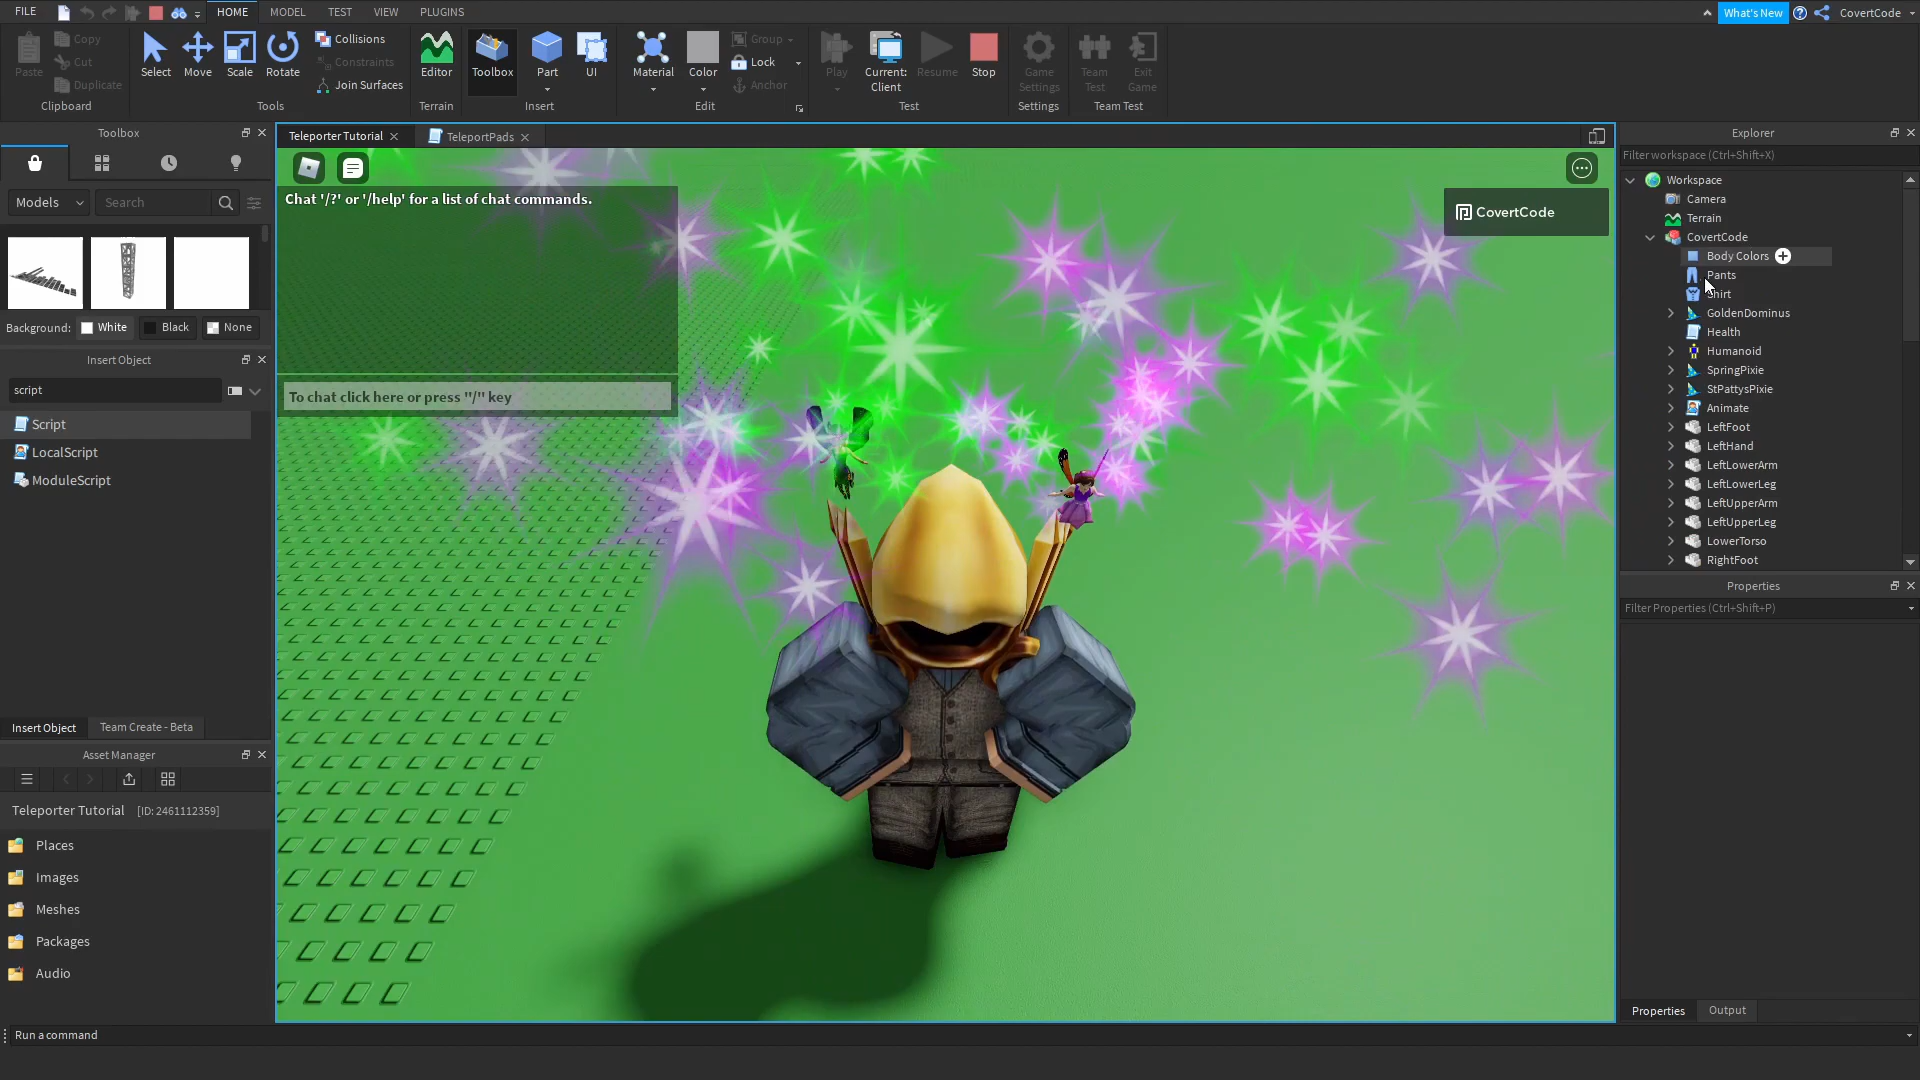 FILE
HOME
MODEL
TEST
VIEW
PLUGINS
What's New
CovertCode
Paste
Copy
Cut
Duplicate
Clipboard
Select
Move
Scale
Rotate
Collisions
Constraints
Join Surfaces
Tools
Editor
Terrain
Toolbox
Part
UI
Insert
Material
Color
Group
Lock
Anchor
Edit
Play
Current:
Client
Resume
Stop
Test
Game
Settings
Settings
Team
Test
Exit
Game
Team Test
Toolbox
Models
Search
Background:
White
Black
None
Insert Object
script
Script
LocalScript
ModuleScript
Insert Object
Team Create - Beta
Asset Manager
Teleporter Tutorial [ID: 2461112359]
Places
Images
Meshes
Packages
Audio
Run a command
Teleporter Tutorial
TeleportPads
Chat '/?' or '/help' for a list of chat commands.
To chat click here or press "/" key
CovertCode
Explorer
Filter workspace (Ctrl+Shift+X)
Workspace
Camera
Terrain
CovertCode
Body Colors
Pants
Shirt
GoldenDominus
Health
Humanoid
SpringPixie
StPattysPixie
Animate
LeftFoot
LeftHand
LeftLowerArm
LeftLowerLeg
LeftUpperArm
LeftUpperLeg
LowerTorso
RightFoot
Properties
Filter Properties (Ctrl+Shift+P)
Properties
Output